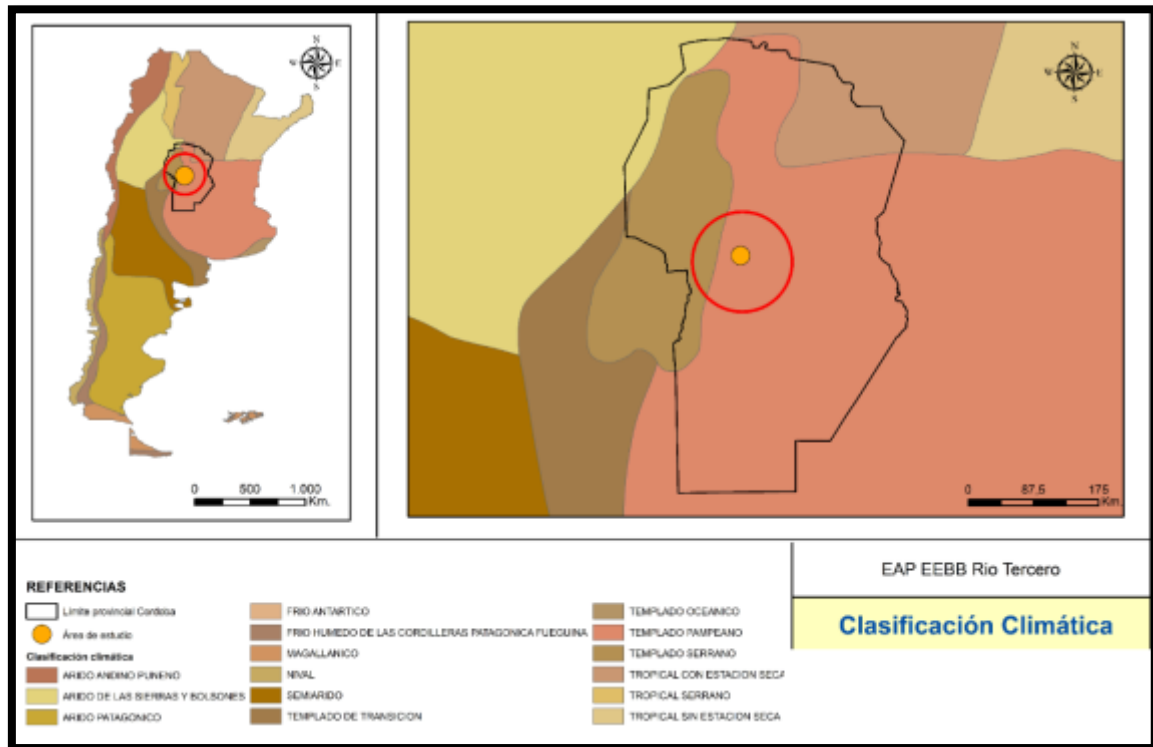 N
W E
S
0 500 1.000
Km.
N
W E
S
0 87,5 175
Km.
REFERENCIAS
Límite provincial Cordoba
Área de estudio
Clasificación climática
ARIDO ANDINO PUNENO
ARIDO DE LAS SIERRAS Y BOLSONES
ARIDO PATAGONICO
FRIO ANTARTICO
FRIO HUMEDO DE LAS CORDILLERAS PATAGONICA FUEGUINA
MAGALLANICO
NIVAL
SEMIARIDO
TEMPLADO DE TRANSICION
TEMPLADO OCEANICO
TEMPLADO PAMPEANO
TEMPLADO SERRANO
TROPICAL CON ESTACION SECA
TROPICAL SERRANO
TROPICAL SIN ESTACION SECA
EAP EEBB Rio Tercero
Clasificación Climática